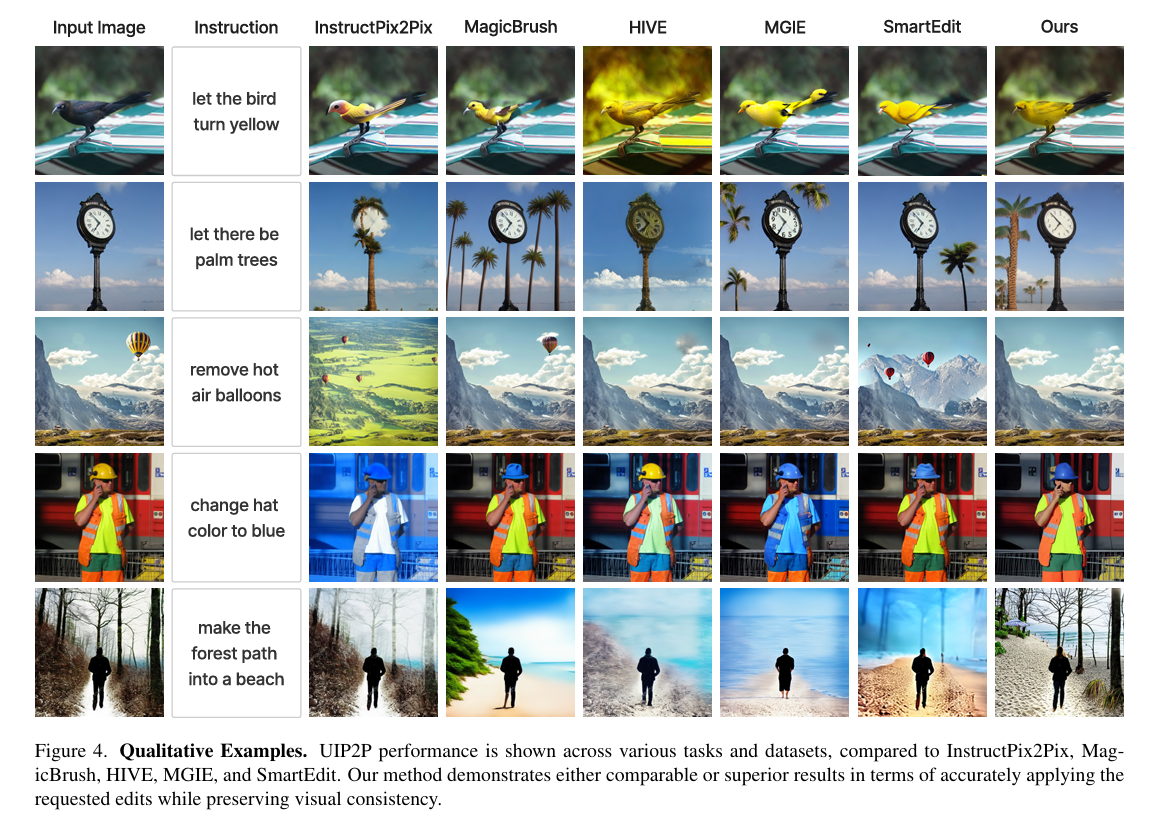 Input Image Instruction InstructPix2Pix MagicBrush HIVE MGIE SmartEdit Ours
let the bird
turn yellow
let there be
palm trees
remove hot
air balloons
change hat
color to blue
make the
forest path
into a beach
Figure 4. Qualitative Examples. UIP2P performance is shown across various tasks and datasets, compared to InstructPix2Pix, Mag-
icBrush, HIVE, MGIE, and SmartEdit. Our method demonstrates either comparable or superior results in terms of accurately applying the
requested edits while preserving visual consistency.